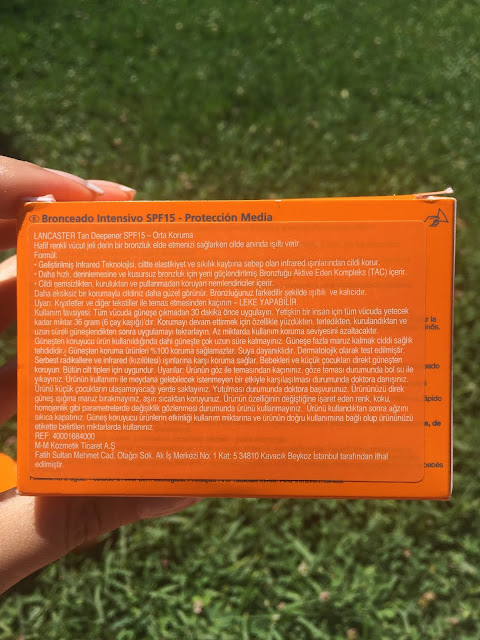 E Bronceado Intensivo SPF15 - Protección Media
LANCASTER Tan Deepener SPF15 – Orta Koruma
Hafif renkli vücut jeli derin bir bronzluk elde etmenizi sağlarken cilde anında ışıltı verir.
Formül:
• Geliştirilmiş Infrared Teknolojisi, ciltte elastikiyet ve sıkılık kaybına sebep olan infrared ışınlarından cildi korur.
• Daha hızlı, derinlemesine ve kusursuz bronzluk için yeni güçlendirilmiş Bronzluğu Aktive Eden Kompleks (TAC) içerir.
• Cildi nemsizlikten, kuruluktan ve pullanmadan koruyan nemlendiriciler içerir.
Daha eksiksiz bir korumayla cildiniz daha güzel görünür. Bronzluğunuz farkedilir şekilde ışıltılı ve kalıcıdır.
Uyarı: Kıyafetler ve diğer tekstiller ile temas etmesinden kaçının – LEKE YAPABİLİR.
Kullanım tavsiyesi: Tüm vücuda güneşe çıkmadan 30 dakika önce uygulayın. Yetişkin bir insan için tüm vücuda yetecek
kadar miktar 36 gram (6 çay kaşığı)'dır. Korumayı devam ettirmek için özellikle yüzdükten, terledikten, kurulandıktan ve
uzun süreli güneşlendikten sonra uygulamayı tekrarlayın. Az miktarda kullanım koruma seviyesini azaltacaktır.
Güneşten koruyucu ürün kullanıldığında dahi güneşte çok uzun süre kalmayınız. Güneşe fazla maruz kalmak ciddi sağlık
tehdididir. Güneşten koruma ürünleri %100 koruma sağlamazlar. Suya dayanıklıdır. Dermatolojik olarak test edilmiştir.
Serbest radikallere ve infrared (kızılötesi) ışınlarına karşı koruma sağlar. Bebekleri ve küçük çocukları direkt güneşten
koruyun. Bütün cilt tipleri için uygundur. Uyarılar: Ürünün göz ile temasından kaçınınız, göze teması durumunda bol su ile
yıkayınız. Ürünün kullanımı ile meydana gelebilecek istenmeyen bir etkiyle karşılaşılması durumunda doktora danışınız.
Ürünü küçük çocukların ulaşamayacağı yerde saklayınız. Yutulması durumunda doktora başvurunuz. Ürününüzü direk
güneş ışığına maruz bırakmayınız, aşırı sıcaktan koruyunuz. Ürünün özelliğinin değiştiğine işaret eden renk, koku,
homojenlik gibi parametrelerde değişiklik gözlenmesi durumunda ürünü kullanmayınız. Ürünü kullandıktan sonra ağzını
sıkıca kapatınız. Güneş koruyucu ürünlerin etkinliği kullanım miktarına ve ürünün doğru kullanımına bağlı olup ürününüz
etikette belirtilen miktarlarda kullanınız.
REF: 40001684000
M-M Kozmetik Ticaret A.Ş
Fatih Sultan Mehmet Cad. Otağcı Sok. Ak İş Merkezi No: 1 Kat: 5 34810 Kavacık Beykoz İstanbul tarafından ithal
edilmiştir.